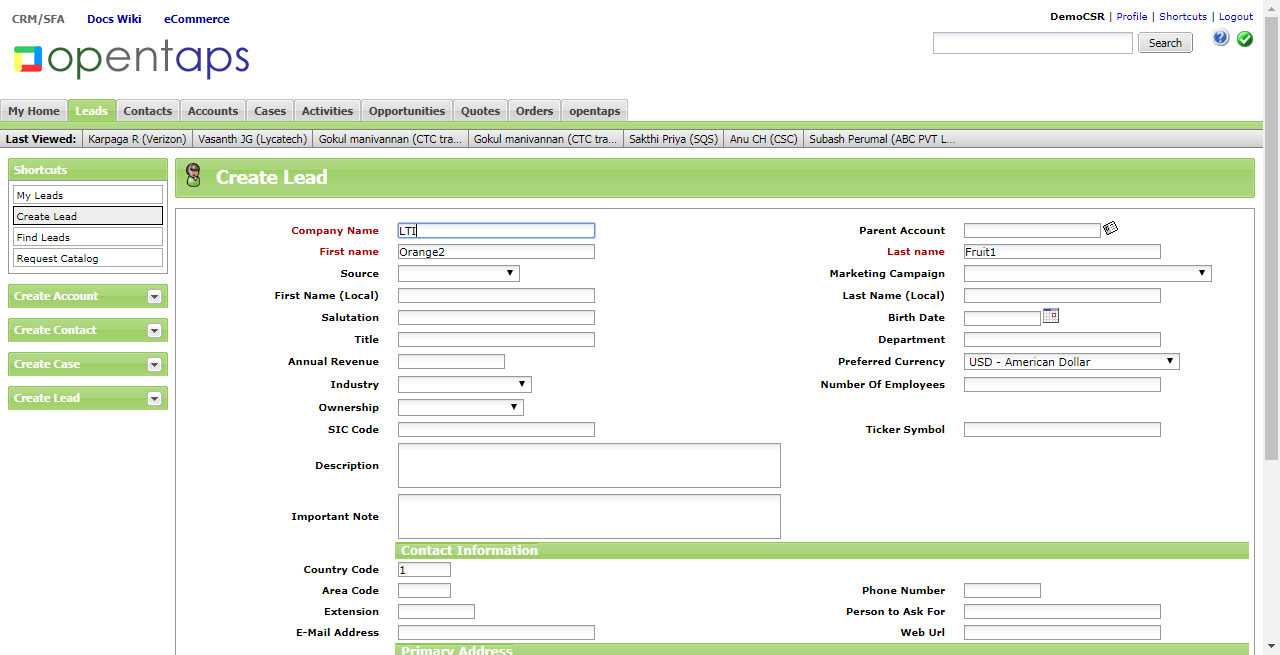 CRM/SFA Docs Wiki eCommerce
DemoCSR | Profile | Shortcuts | Logout
opentaps
Search
My Home Leads Contacts Accounts Cases Activities Opportunities Quotes Orders opentaps
Last Viewed: Karpaga R (Verizon) Vasanth JG (Lycatech) Gokul manivannan (CTC tra... Gokul manivannan (CTC tra... Sakthi Priya (SQS) Anu CH (CSC) Subash Perumal (ABC PVT L...
Shortcuts
My Leads
Create Lead
Find Leads
Request Catalog
Create Account
Create Contact
Create Case
Create Lead
Create Lead
Company Name LTI Parent Account
First name Orange2 Last name Fruit1
Source Marketing Campaign
First Name (Local) Last Name (Local)
Salutation Birth Date
Title Department
Annual Revenue Preferred Currency USD - American Dollar
Industry Number Of Employees
Ownership
SIC Code Ticker Symbol
Description
Important Note
Contact Information
Country Code 1
Area Code Phone Number
Extension Person to Ask For
E-Mail Address Web Url
Primary Address